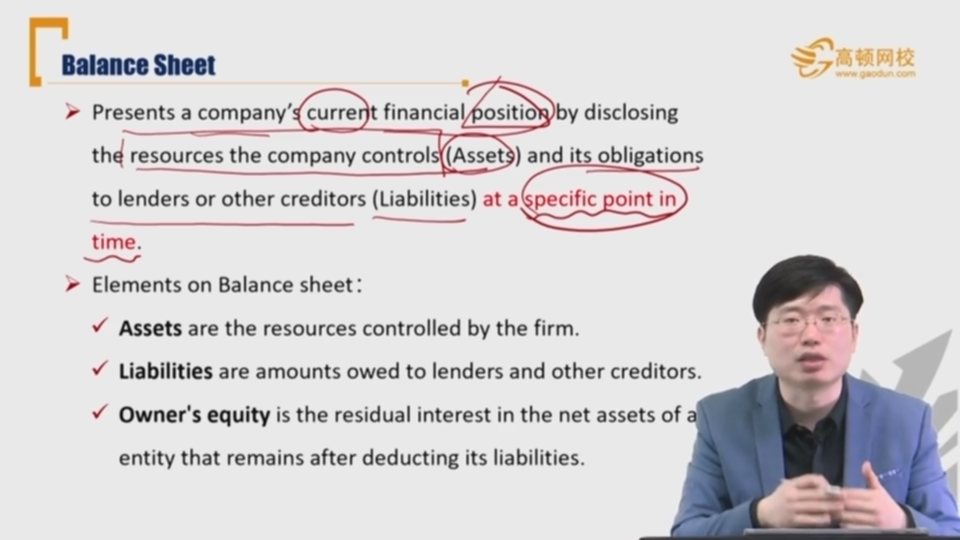 Balance Sheet
高顿网校
www.gaodun.com
Presents a company's current financial position by disclosing
the resources the company controls (Assets) and its obligations
to lenders or other creditors (Liabilities) at a specific point in
time.
Elements on Balance sheet：
Assets are the resources controlled by the firm.
Liabilities are amounts owed to lenders and other creditors.
Owner's equity is the residual interest in the net assets of a
entity that remains after deducting its liabilities.